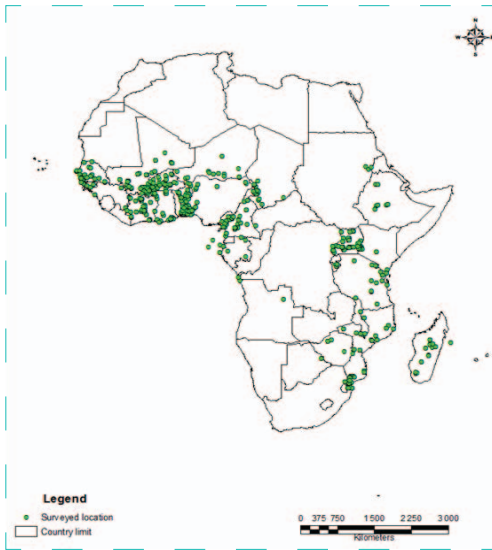 N
W
E
S
Legend
Surveyed location
Country limit
0 375 750 1 500 2 250 3 000
Kilometers